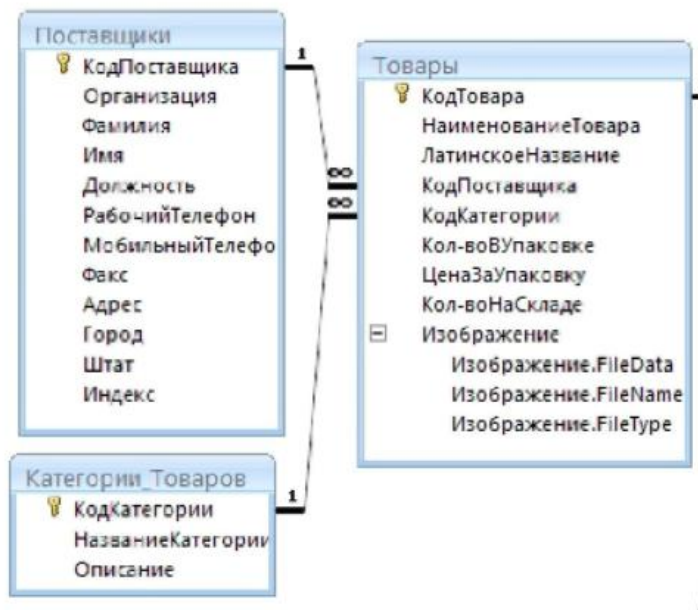 Поставщики
КодПоставщика
Организация
Фамилия
Имя
Должность
РабочийТелефон
МобильныйТелефо
Факс
Адрес
Город
Штат
Индекс
1
∞
∞
Товары
КодТовара
НаименованиеТовара
ЛатинскоеНазвание
КодПоставщика
КодКатегории
Кол-воВУпаковке
ЦенаЗаУпаковку
Кол-воНаСкладе
Изображение
Изображение.FileData
Изображение.FileName
Изображение.FileType
Категории_Товаров
КодКатегории
НазваниеКатегории
Описание
1